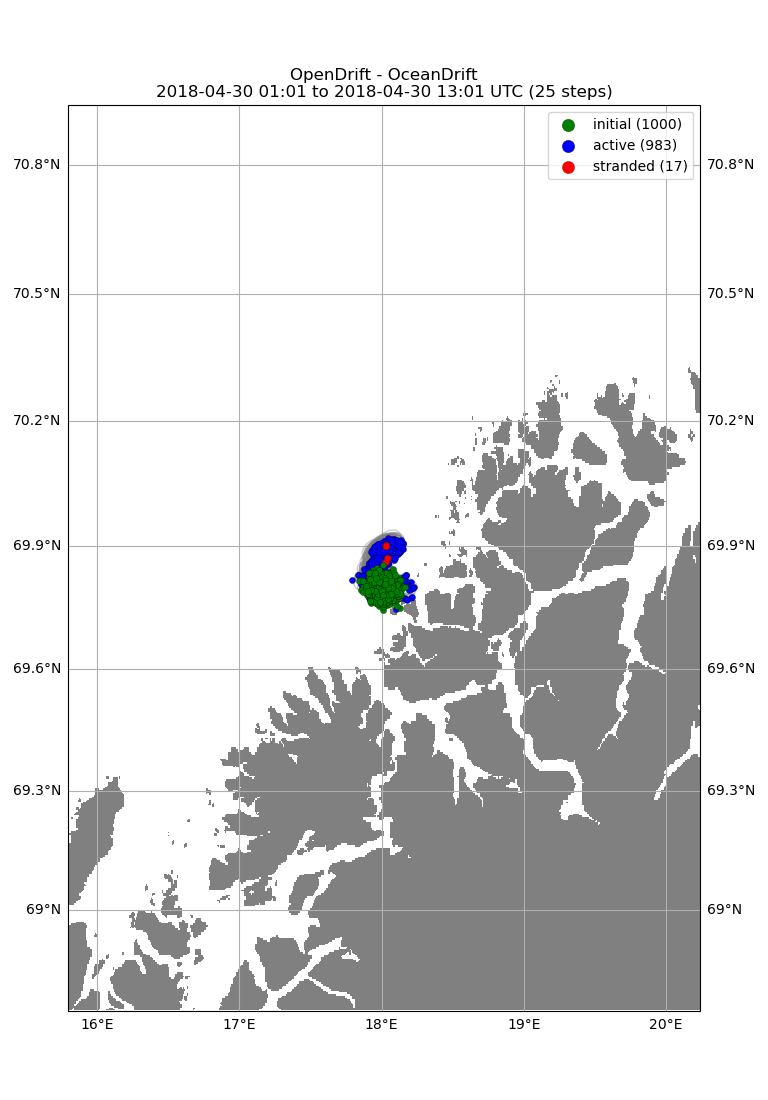 OpenDrift - OceanDrift
2018-04-30 01:01 to 2018-04-30 13:01 UTC (25 steps)
initial (1000)
active (983)
stranded (17)
70.8°N 70.8°N
70.5°N 70.5°N
70.2°N 70.2°N
69.9°N 69.9°N
69.6°N 69.6°N
69.3°N 69.3°N
69°N 69°N
16°E 17°E 18°E 19°E 20°E